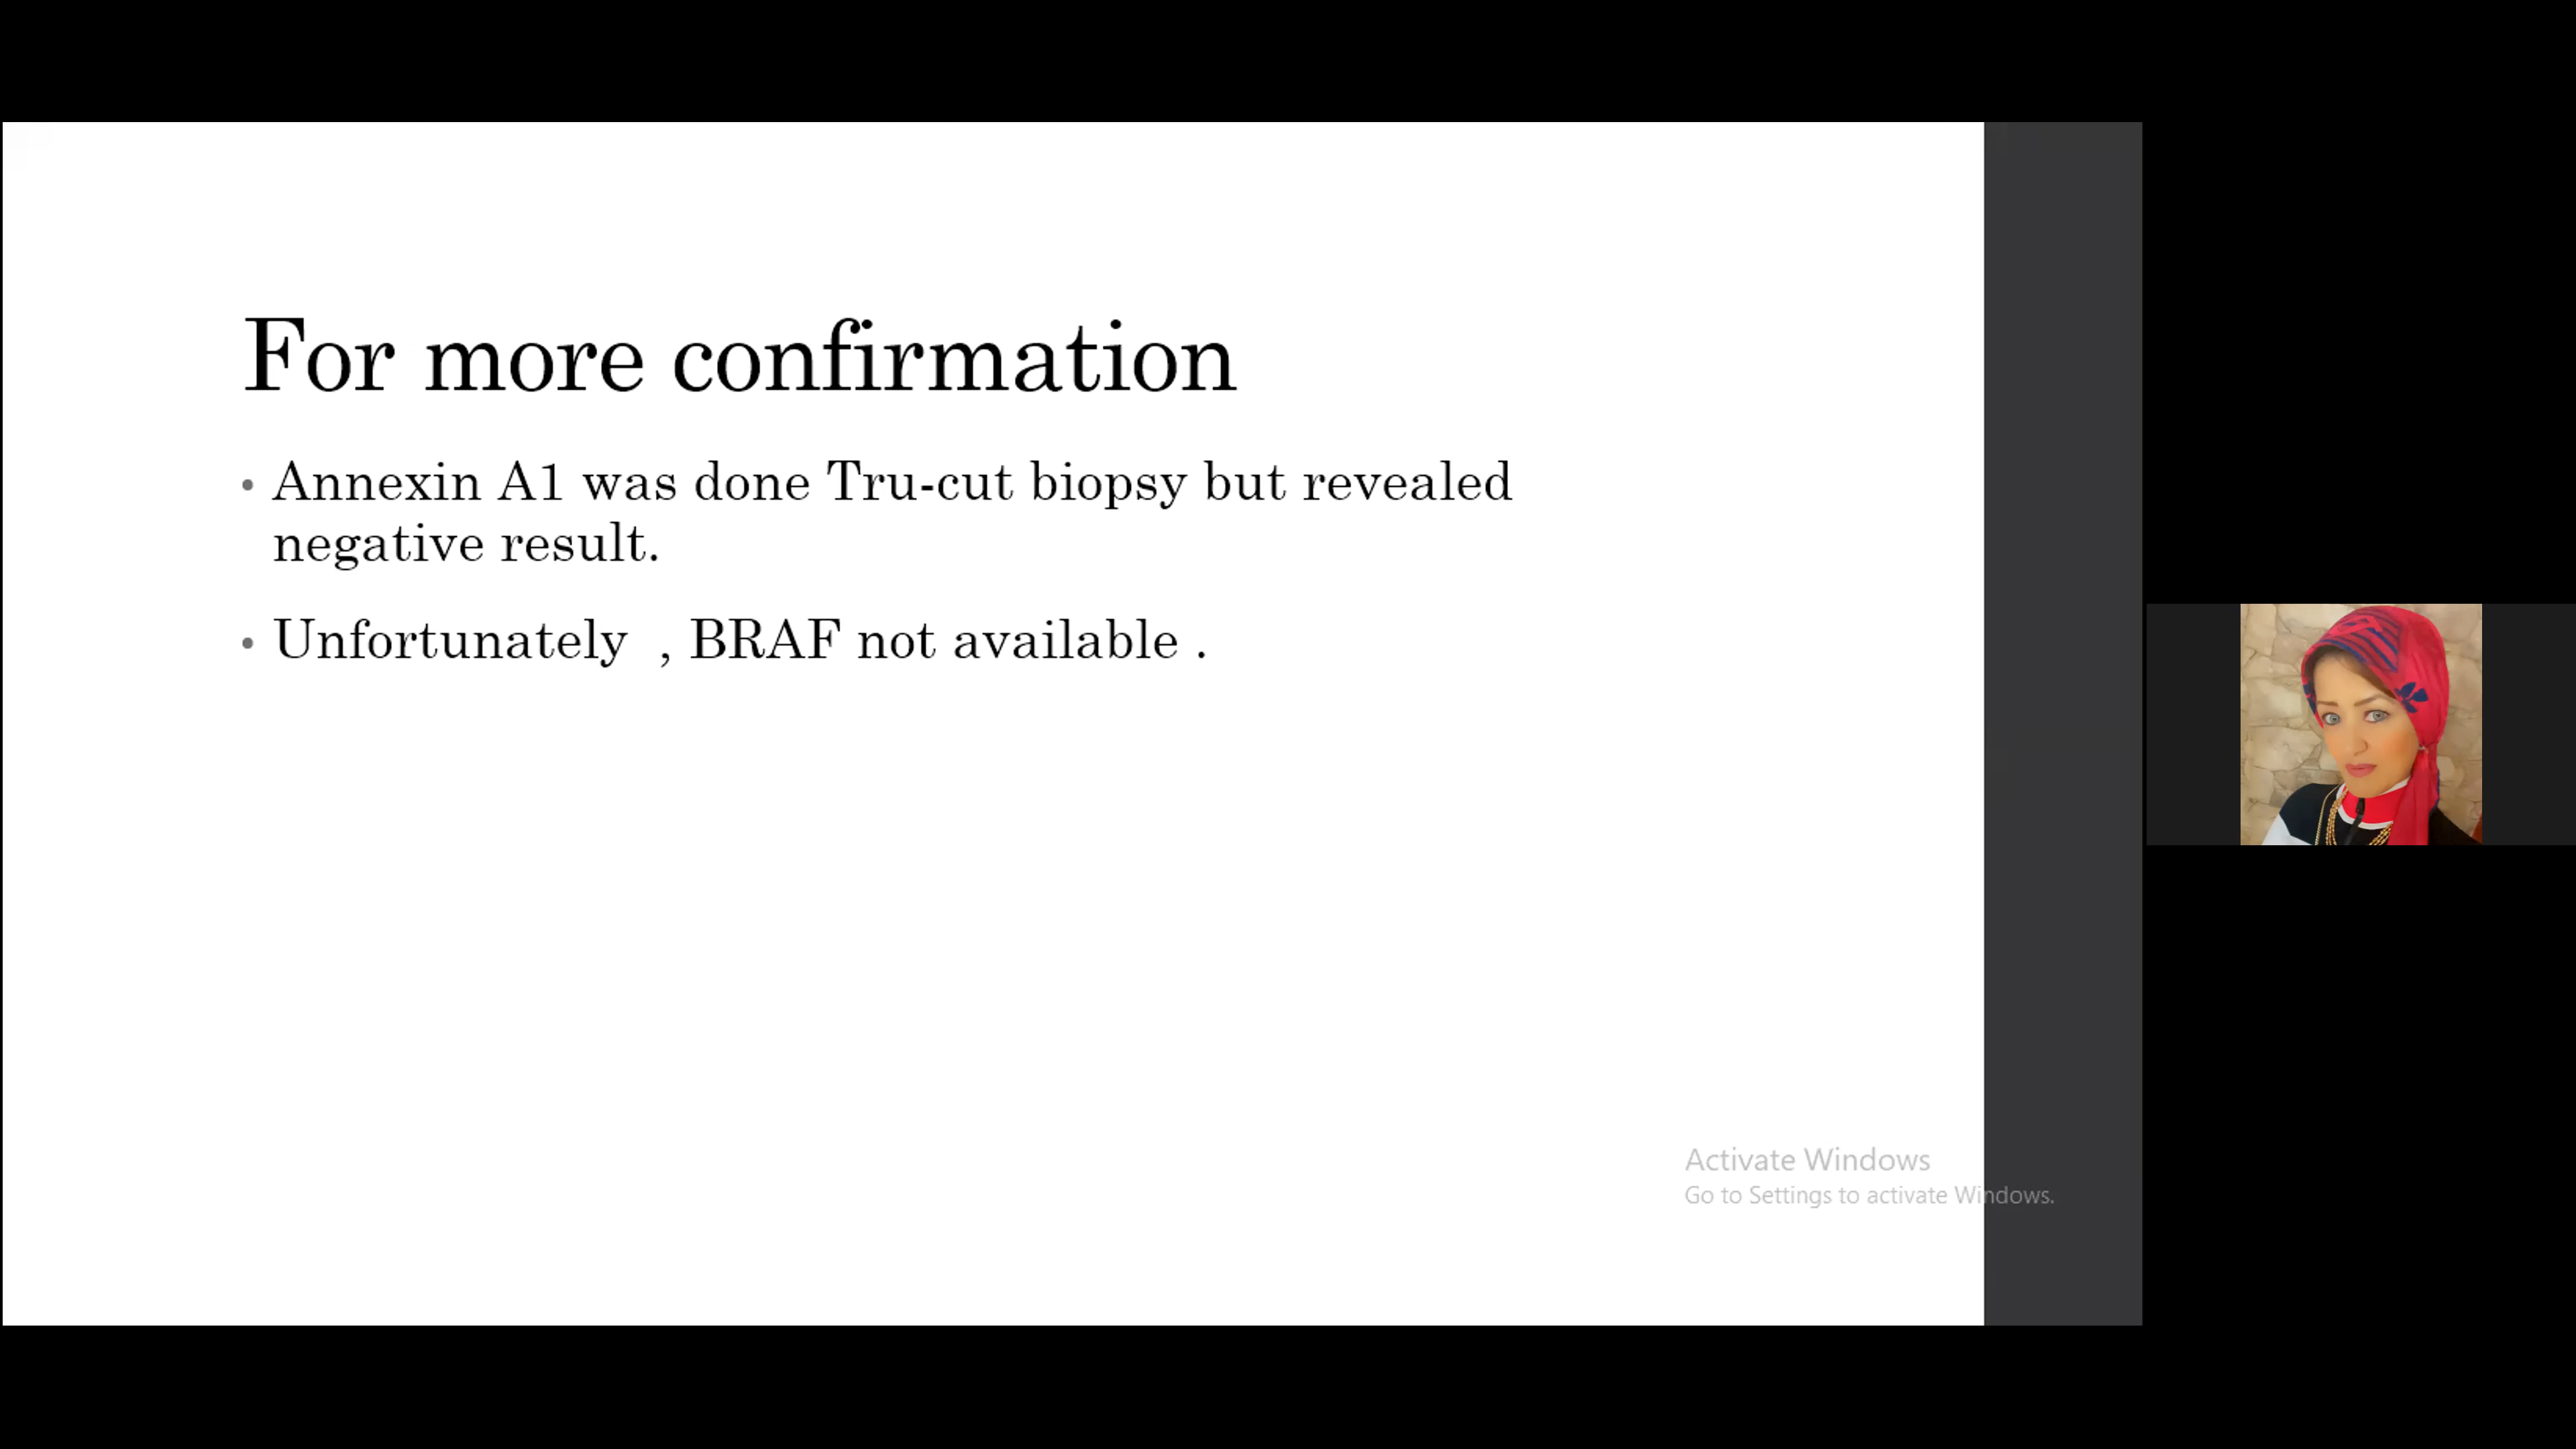 For more confirmation
• Annexin A1 was done Tru-cut biopsy but revealed
negative result.
• Unfortunately  , BRAF not available .
Activate Windows
Go to Settings to activate Windows.